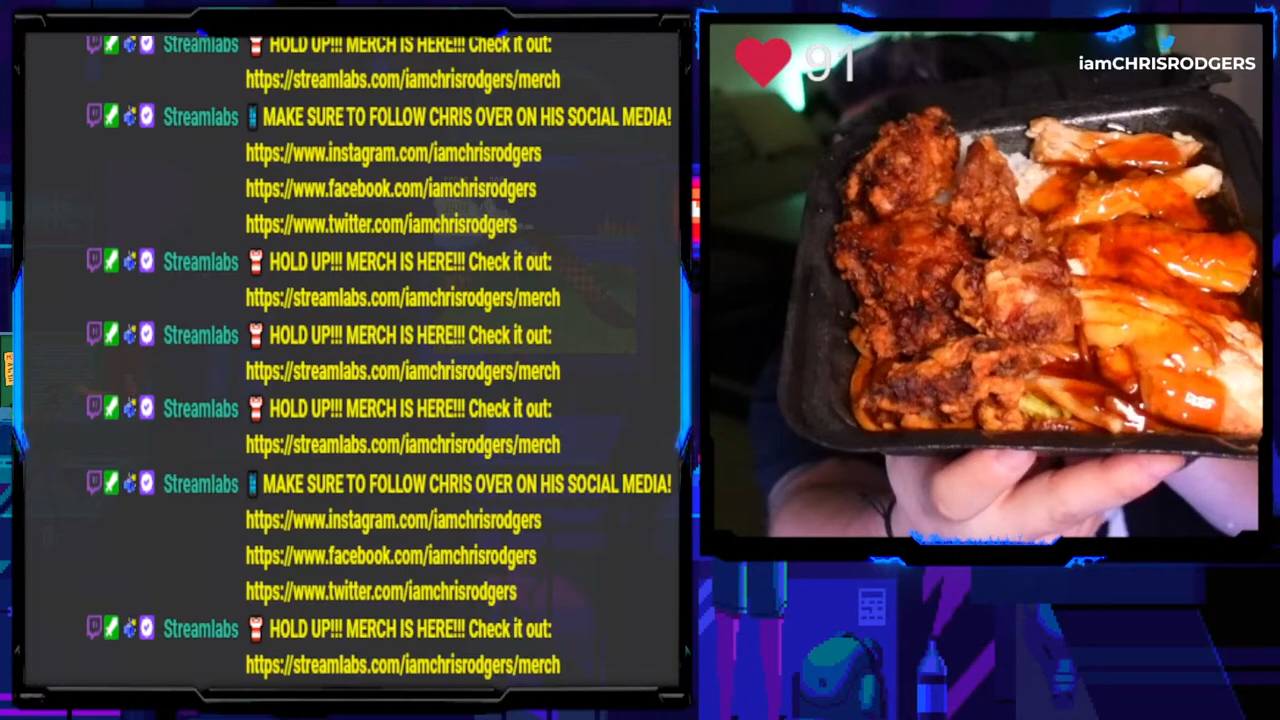 Streamlabs HOLD UP!!! MERCH IS HERE!!! Check it out:
https://streamlabs.com/iamchrisrodgers/merch
Streamlabs MAKE SURE TO FOLLOW CHRIS OVER ON HIS SOCIAL MEDIA!
https://www.instagram.com/iamchrisrodgers
https://www.facebook.com/iamchrisrodgers
https://www.twitter.com/iamchrisrodgers
Streamlabs HOLD UP!!! MERCH IS HERE!!! Check it out:
https://streamlabs.com/iamchrisrodgers/merch
Streamlabs HOLD UP!!! MERCH IS HERE!!! Check it out:
https://streamlabs.com/iamchrisrodgers/merch
Streamlabs HOLD UP!!! MERCH IS HERE!!! Check it out:
https://streamlabs.com/iamchrisrodgers/merch
Streamlabs MAKE SURE TO FOLLOW CHRIS OVER ON HIS SOCIAL MEDIA!
https://www.instagram.com/iamchrisrodgers
https://www.facebook.com/iamchrisrodgers
https://www.twitter.com/iamchrisrodgers
Streamlabs HOLD UP!!! MERCH IS HERE!!! Check it out:
https://streamlabs.com/iamchrisrodgers/merch
91
iamCHRISRODGERS